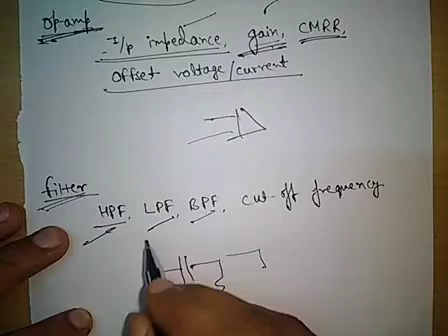 Op-amp
- I/p impedance, gain, CMRR,
Offset voltage/current
filter
HPF, LPF, BPF, cut-off frequency